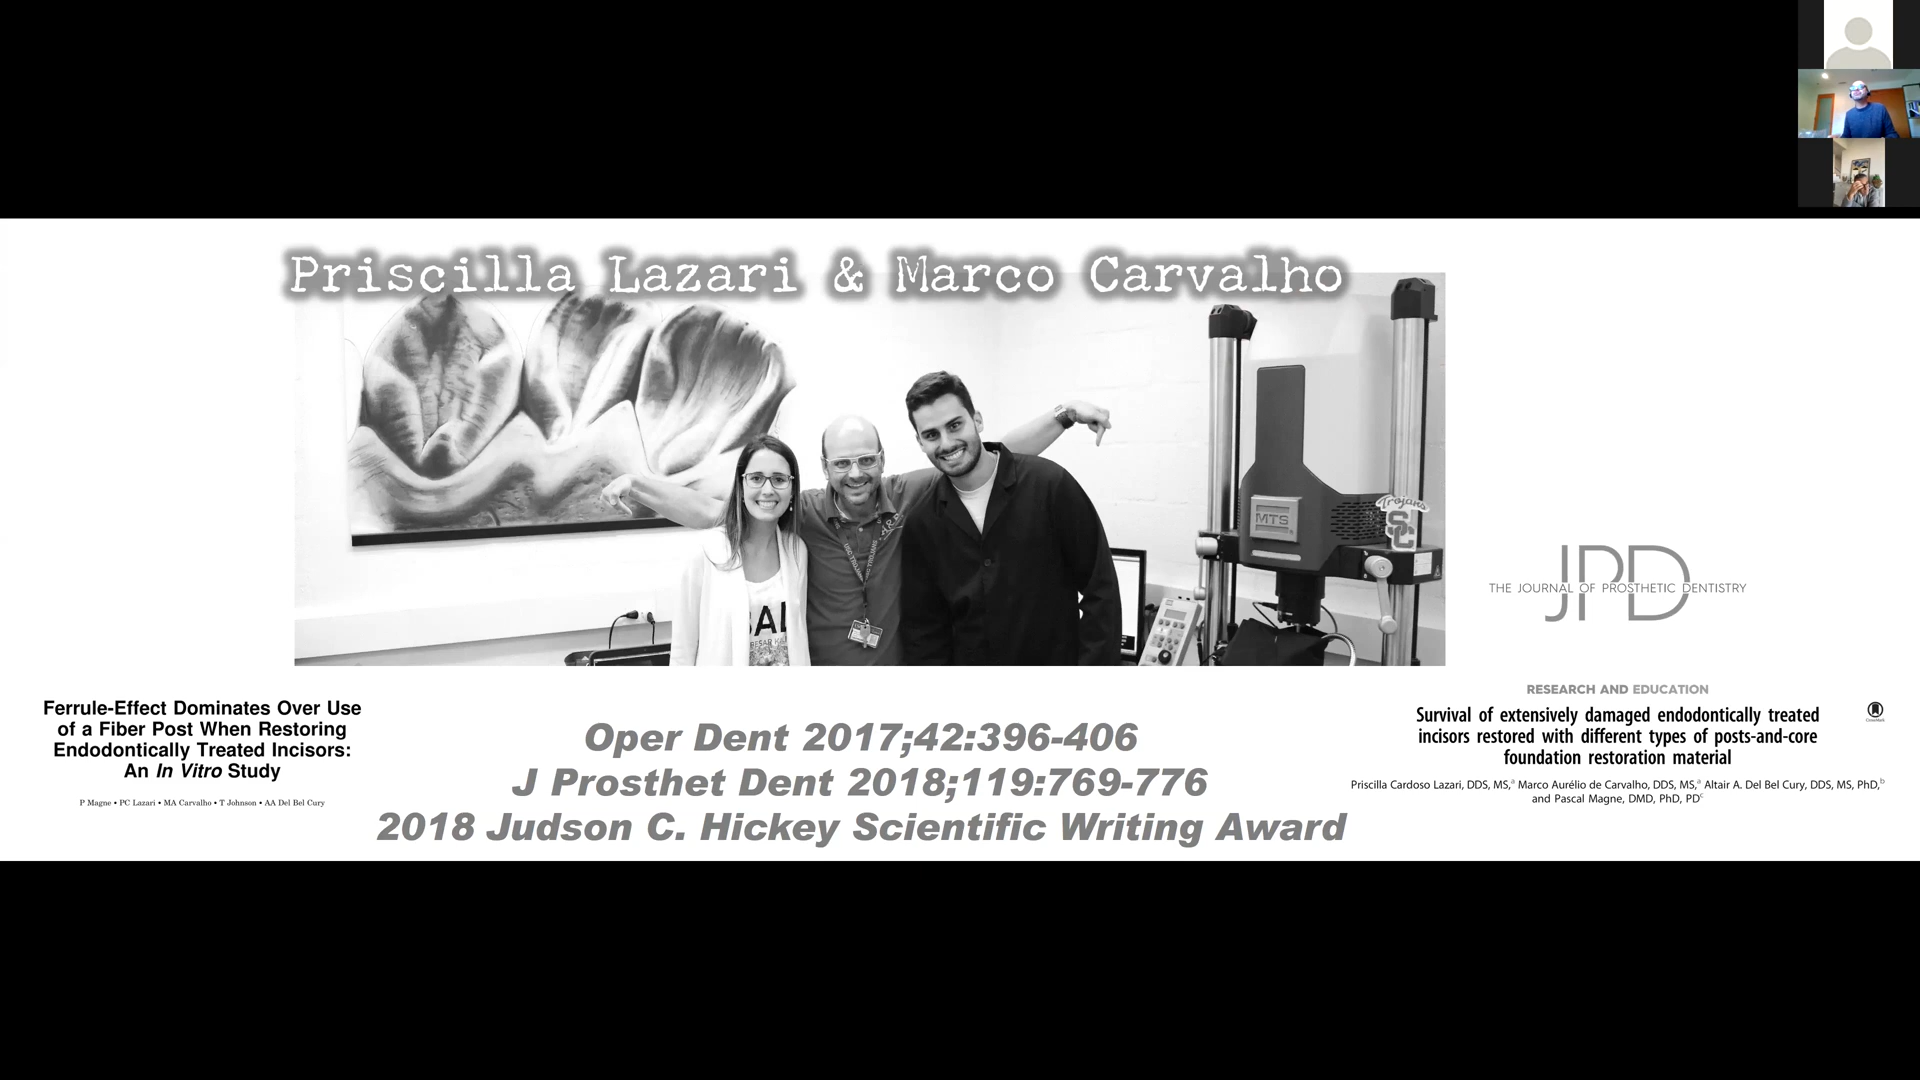 Priscilla Lazari & Marco Carvalho
MTS
Trojans
SC
JPD
THE JOURNAL OF PROSTHETIC DENTISTRY
RESEARCH AND EDUCATION
Survival of extensively damaged endodontically treated
incisors restored with different types of posts-and-core
foundation restoration material
Priscilla Cardoso Lazari, DDS, MS,a Marco Aurélio de Carvalho, DDS, MS,a Altair A. Del Bel Cury, DDS, MS, PhD,b
and Pascal Magne, DMD, PhD, PDc
Ferrule-Effect Dominates Over Use
of a Fiber Post When Restoring
Endodontically Treated Incisors:
An In Vitro Study
P Magne • PC Lazari • MA Carvalho • T Johnson • AA Del Bel Cury
Oper Dent 2017;42:396-406
J Prosthet Dent 2018;119:769-776
2018 Judson C. Hickey Scientific Writing Award